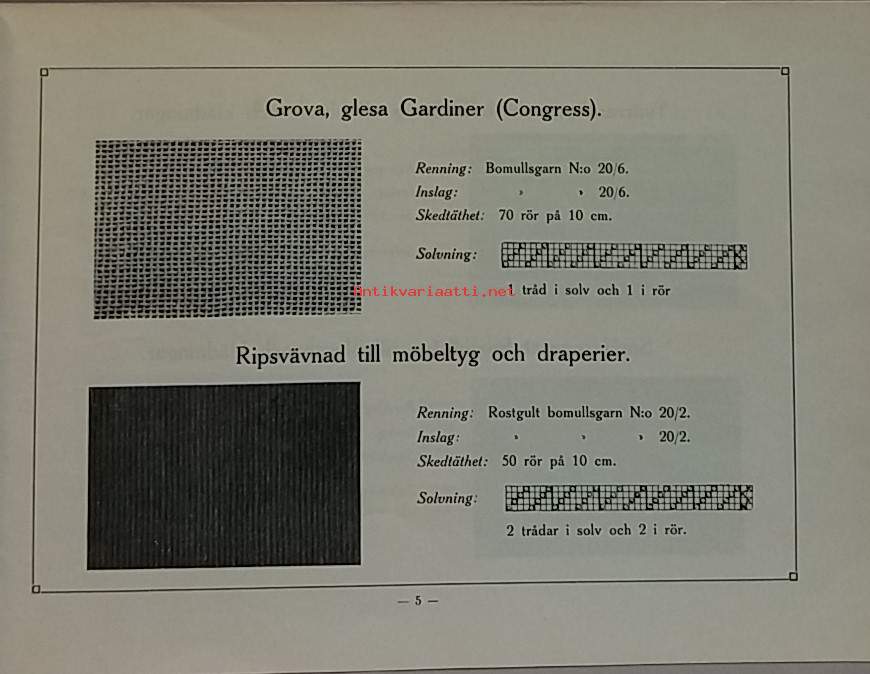 Grova, glesa Gardiner (Congress).
Renning: Bomullsgarn N:o 20/6.
Inslag: » » 20/6.
Skedtäthet: 70 rör på 10 cm.
Solvning:
Antikvariaatti.net
1 tråd i solv och 1 i rör
Ripsvävnad till möbeltyg och draperier.
Renning: Rostgult bomullsgarn N:o 20/2.
Inslag: » » » 20/2.
Skedtäthet: 50 rör på 10 cm.
Solvning:
2 trådar i solv och 2 i rör.
— 5 —